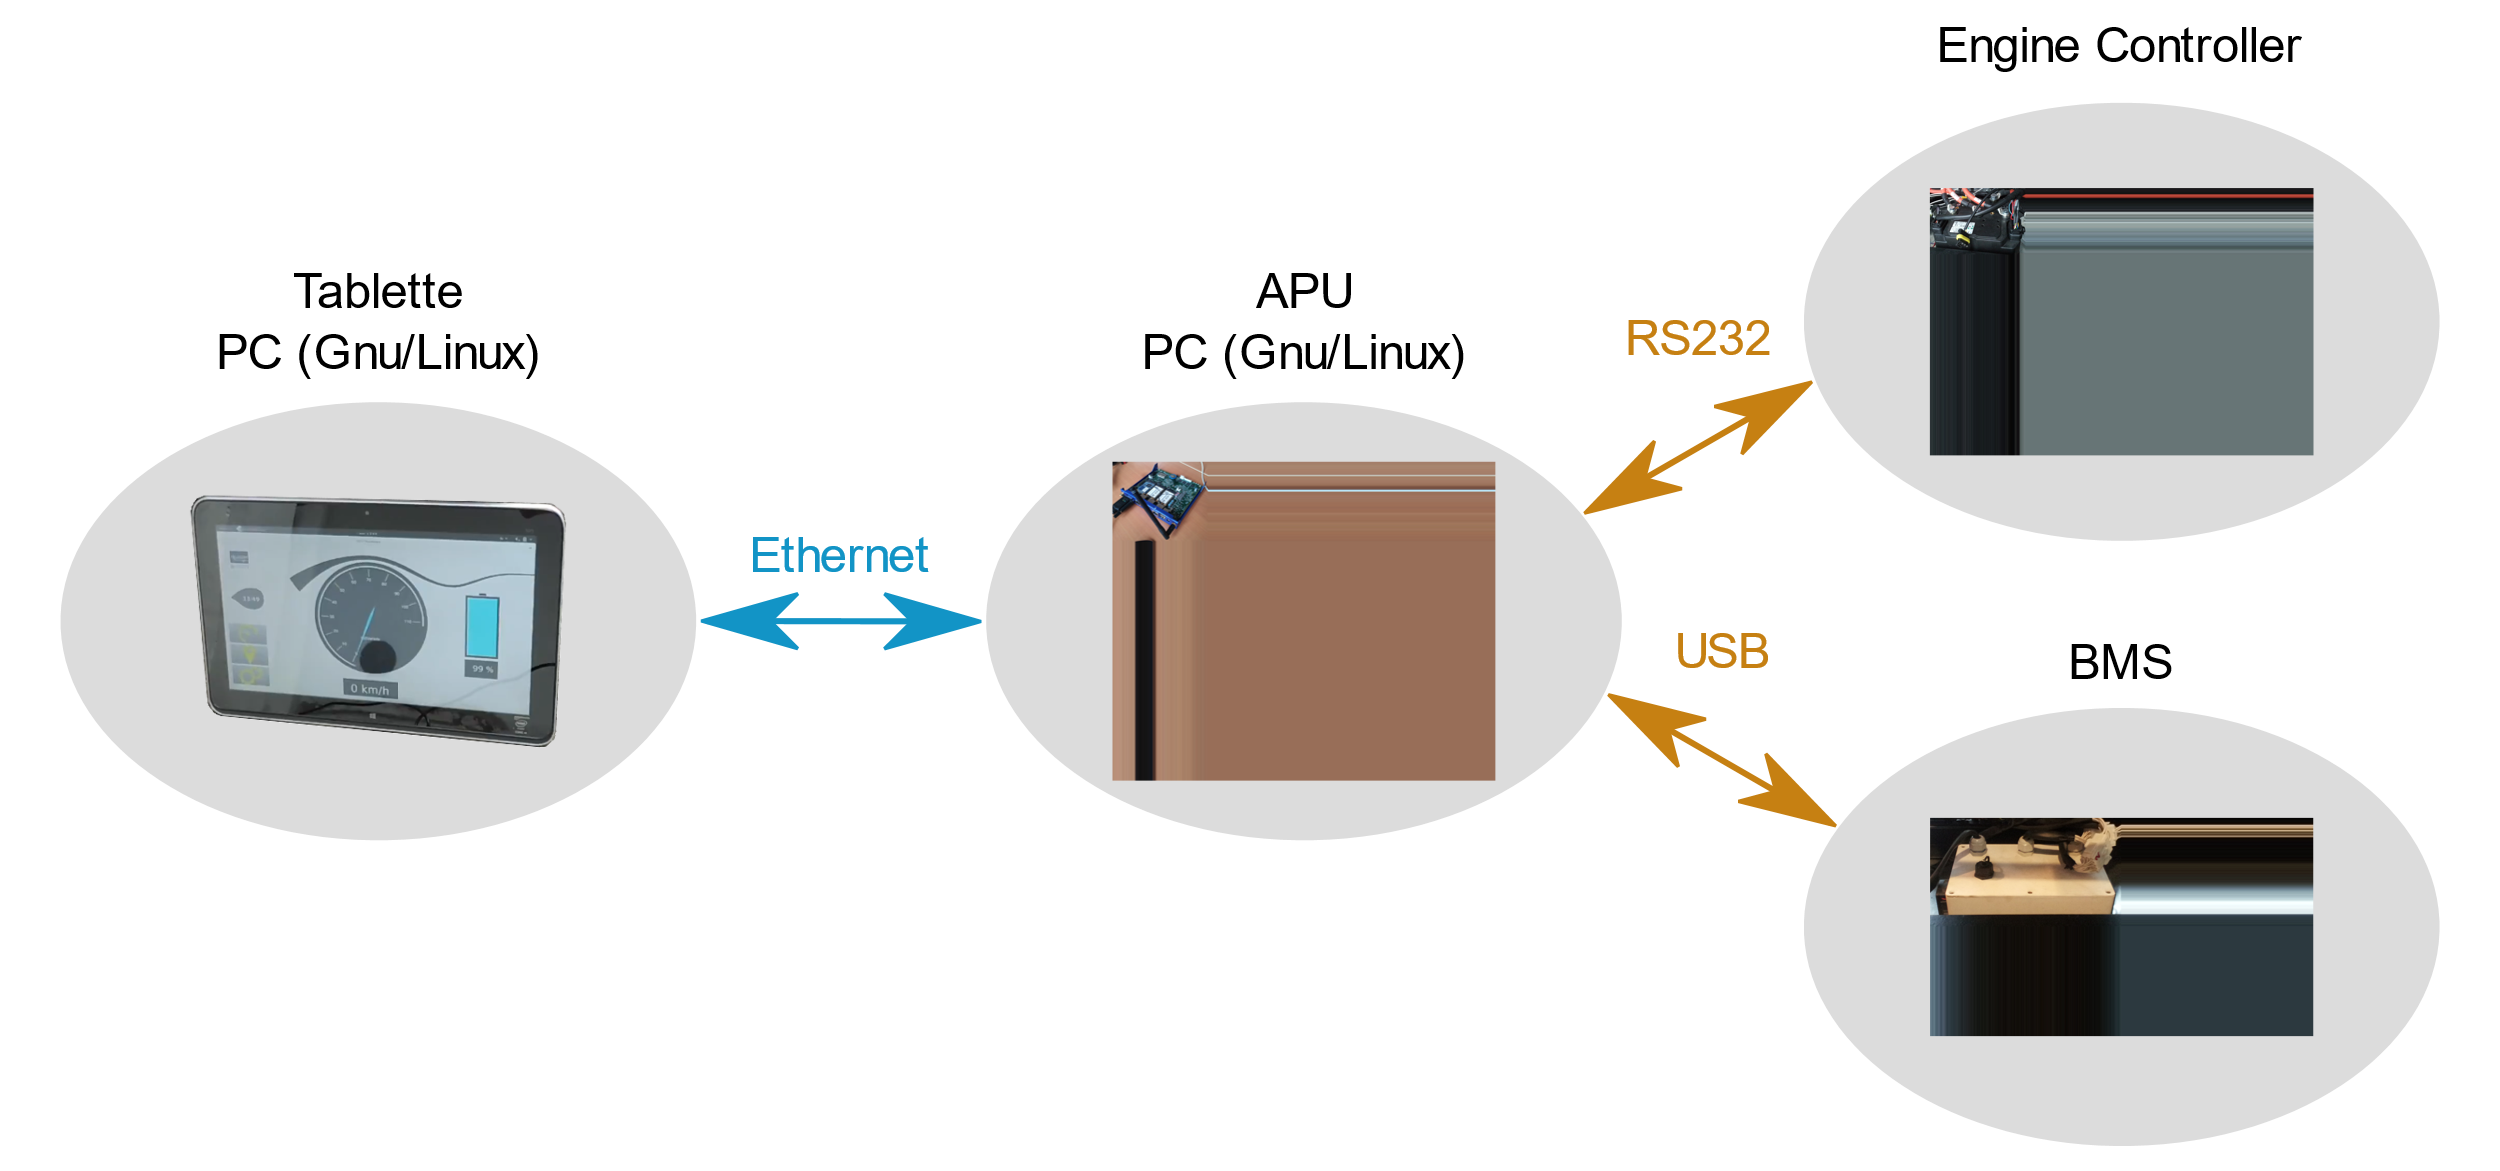 Engine Controller
Tablette
PC (Gnu/Linux)
APU
PC (Gnu/Linux)
RS232
Ethernet
USB
BMS
99 %
0 km/h